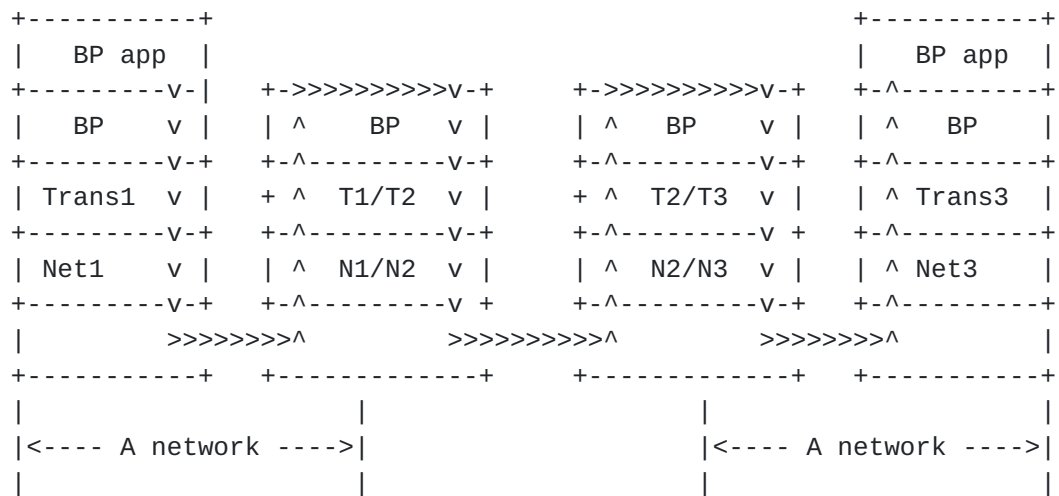 +-----------+                                         +-----------+
|   BP app  |                                         |   BP app  |
+---------v-|   +->>>>>>>>>>v-+     +->>>>>>>>>>v-+   +-^---------+
|   BP    v |   | ^    BP   v |     | ^   BP    v |   | ^   BP    |
+---------v-+   +-^---------v-+     +-^---------v-+   +-^---------+
| Trans1  v |   + ^  T1/T2  v |     + ^  T2/T3  v |   | ^ Trans3  |
+---------v-+   +-^---------v-+     +-^---------v +   +-^---------+
| Net1    v |   | ^  N1/N2  v |     | ^  N2/N3  v |   | ^ Net3    |
+---------v-+   +-^---------v +     +-^---------v-+   +-^---------+
|         >>>>>>>>^         >>>>>>>>>>^         >>>>>>>>^         |
+-----------+   +-------------+     +-------------+   +-----------+
|                     |                     |                     |
|<---- A network ---->|                     |<---- A network ---->|
|                     |                     |                     |